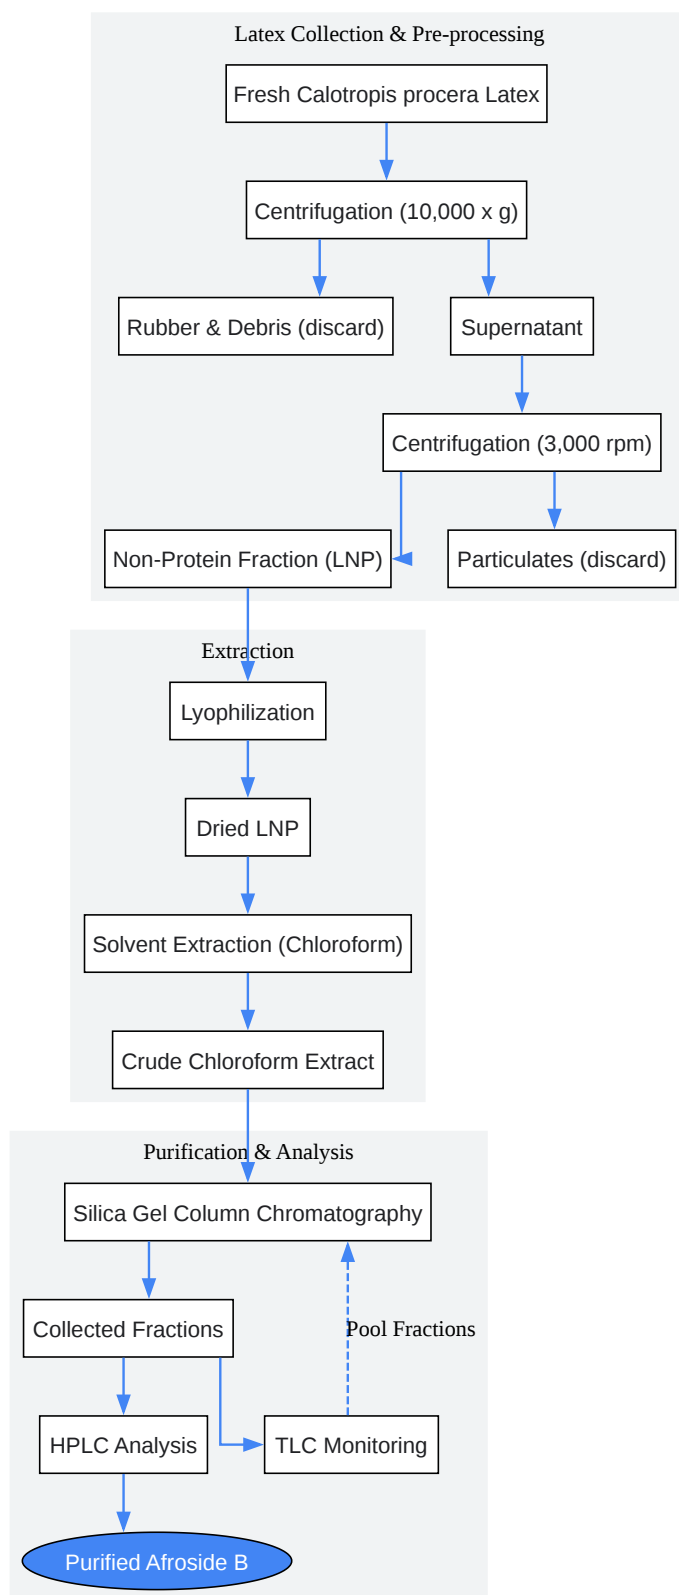 Latex Collection & Pre-processing
Fresh Calotropis procera Latex
Centrifugation (10,000 x g)
Rubber & Debris (discard)
Supernatant
Centrifugation (3,000 rpm)
Non-Protein Fraction (LNP)
Particulates (discard)
Extraction
Lyophilization
Dried LNP
Solvent Extraction (Chloroform)
Crude Chloroform Extract
Purification & Analysis
Silica Gel Column Chromatography
Collected Fractions
Pool Fractions
HPLC Analysis
TLC Monitoring
Purified Afroside B